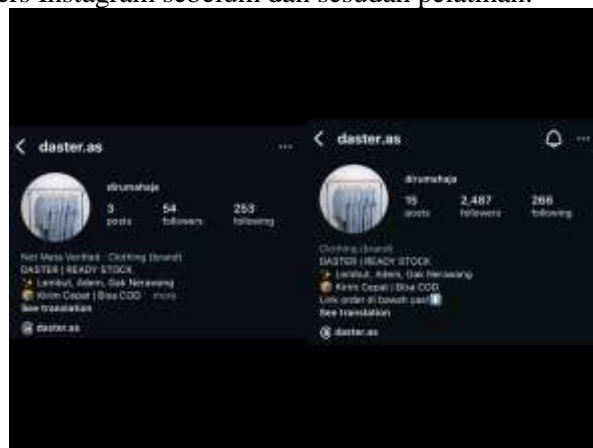 ers Instagram sebelum dan sesudah pelatihan.
daster.as
dirumahaja
3 posts 54 followers 253 following
Not Meta Verified · Clothing (brand)
DASTER | READY STOCK
Lembut, Adem, Gak Nerawang
Kirim Cepat | Bisa COD ... more
See translation
daster.as
daster.as
dirumahaja
15 posts 2,487 followers 266 following
Clothing (brand)
DASTER | READY STOCK
Lembut, Adem, Gak Nerawang
Kirim Cepat | Bisa COD
Link order di bawah
See translation
daster.as